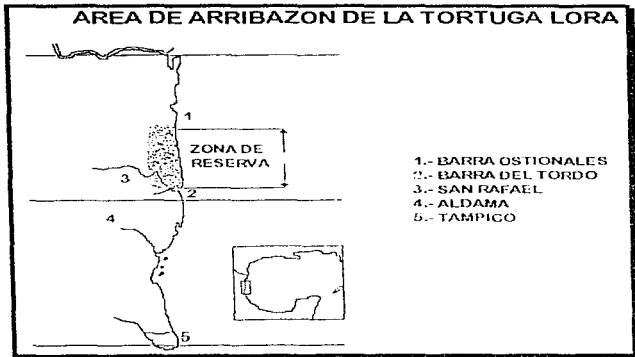 AREA DE ARRIBAZON DE LA TORTUGA LORA
1
ZONA DE
RESERVA
3
2
4
5
1.- BARRA OSTIONALES
2.- BARRA DEL TORDO
3.- SAN RAFAEL
4.- ALDAMA
5.- TAMPICO